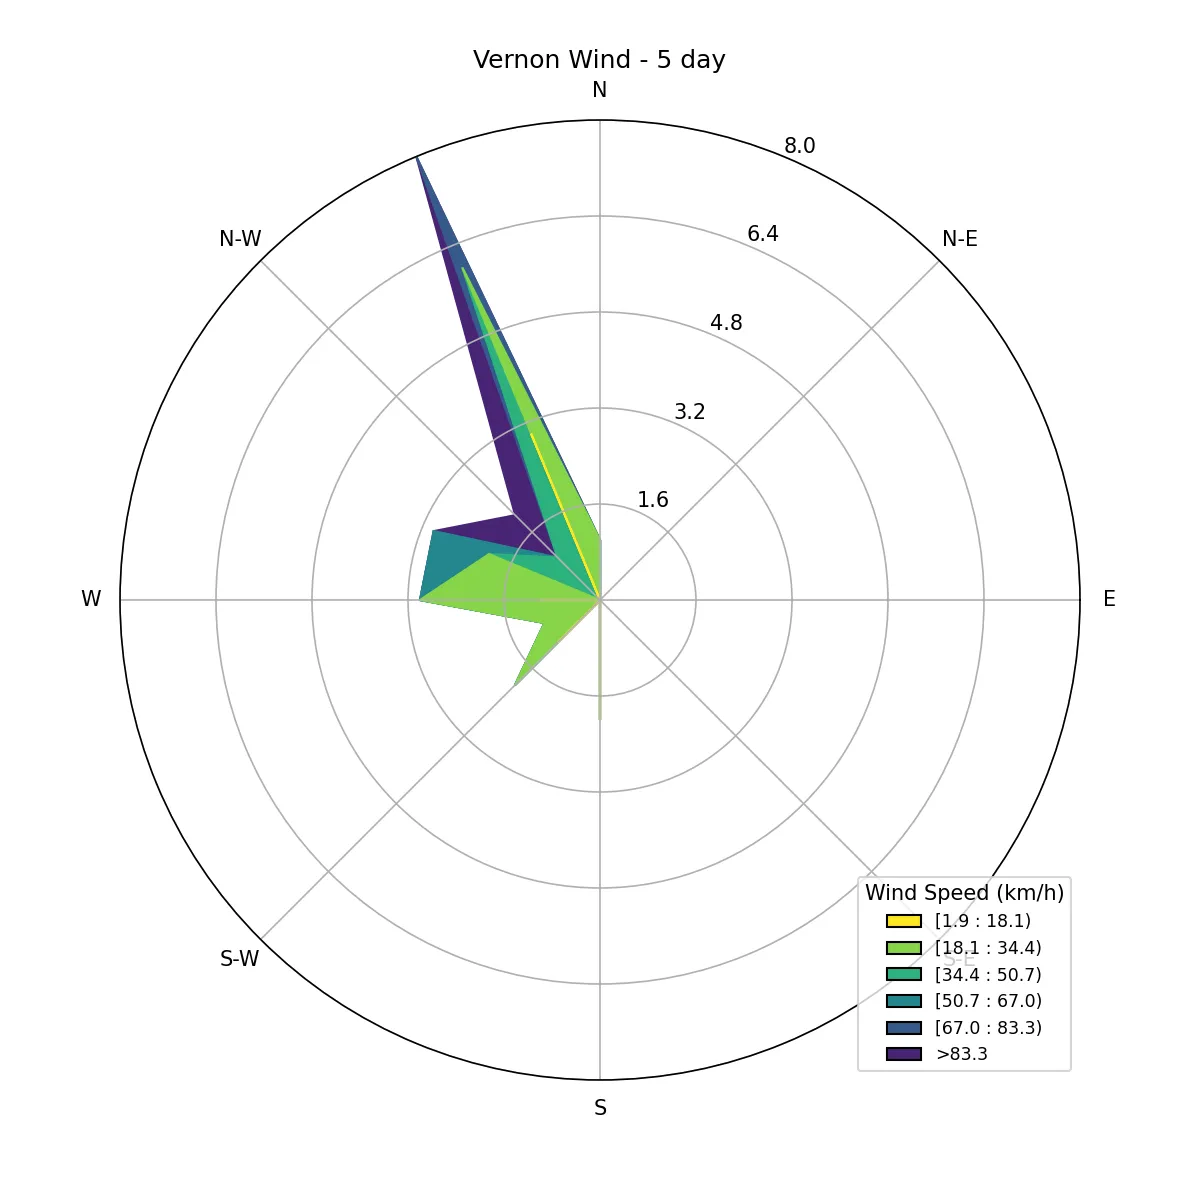 Vernon Wind - 5 day
N
8.0
N-W
6.4
N-E
4.8
3.2
1.6
W
E
Wind Speed (km/h)
[1.9 : 18.1)
[18.1 : 34.4)
S-W
S-E
[34.4 : 50.7)
[50.7 : 67.0)
[67.0 : 83.3)
>83.3
S